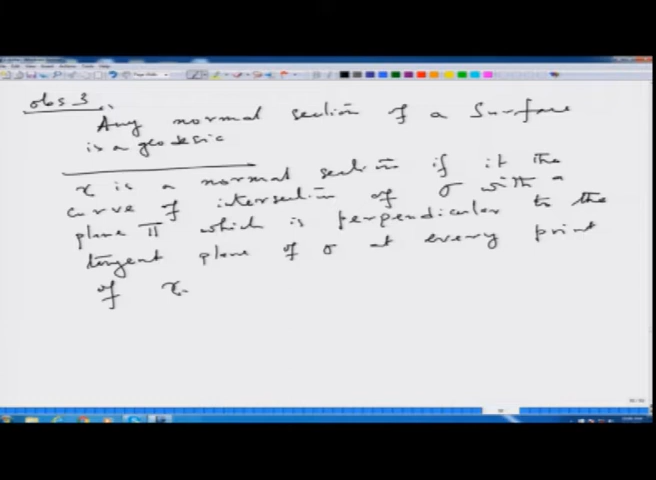 obs 3.
Any normal section of a surface
is a geodesic
γ is a normal section if it the
curve of intersection of σ with a
plane Π which is perpendicular to the
tangent plane of σ at every point
of γ.